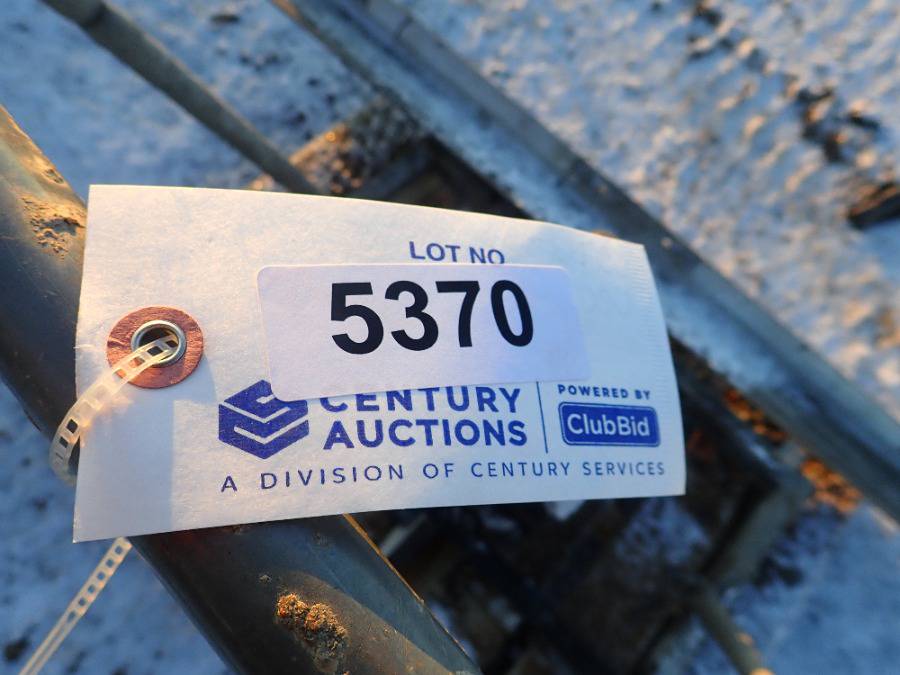 LOT NO
5370
CENTURY
AUCTIONS
POWERED BY
ClubBid
A DIVISION OF CENTURY SERVICES